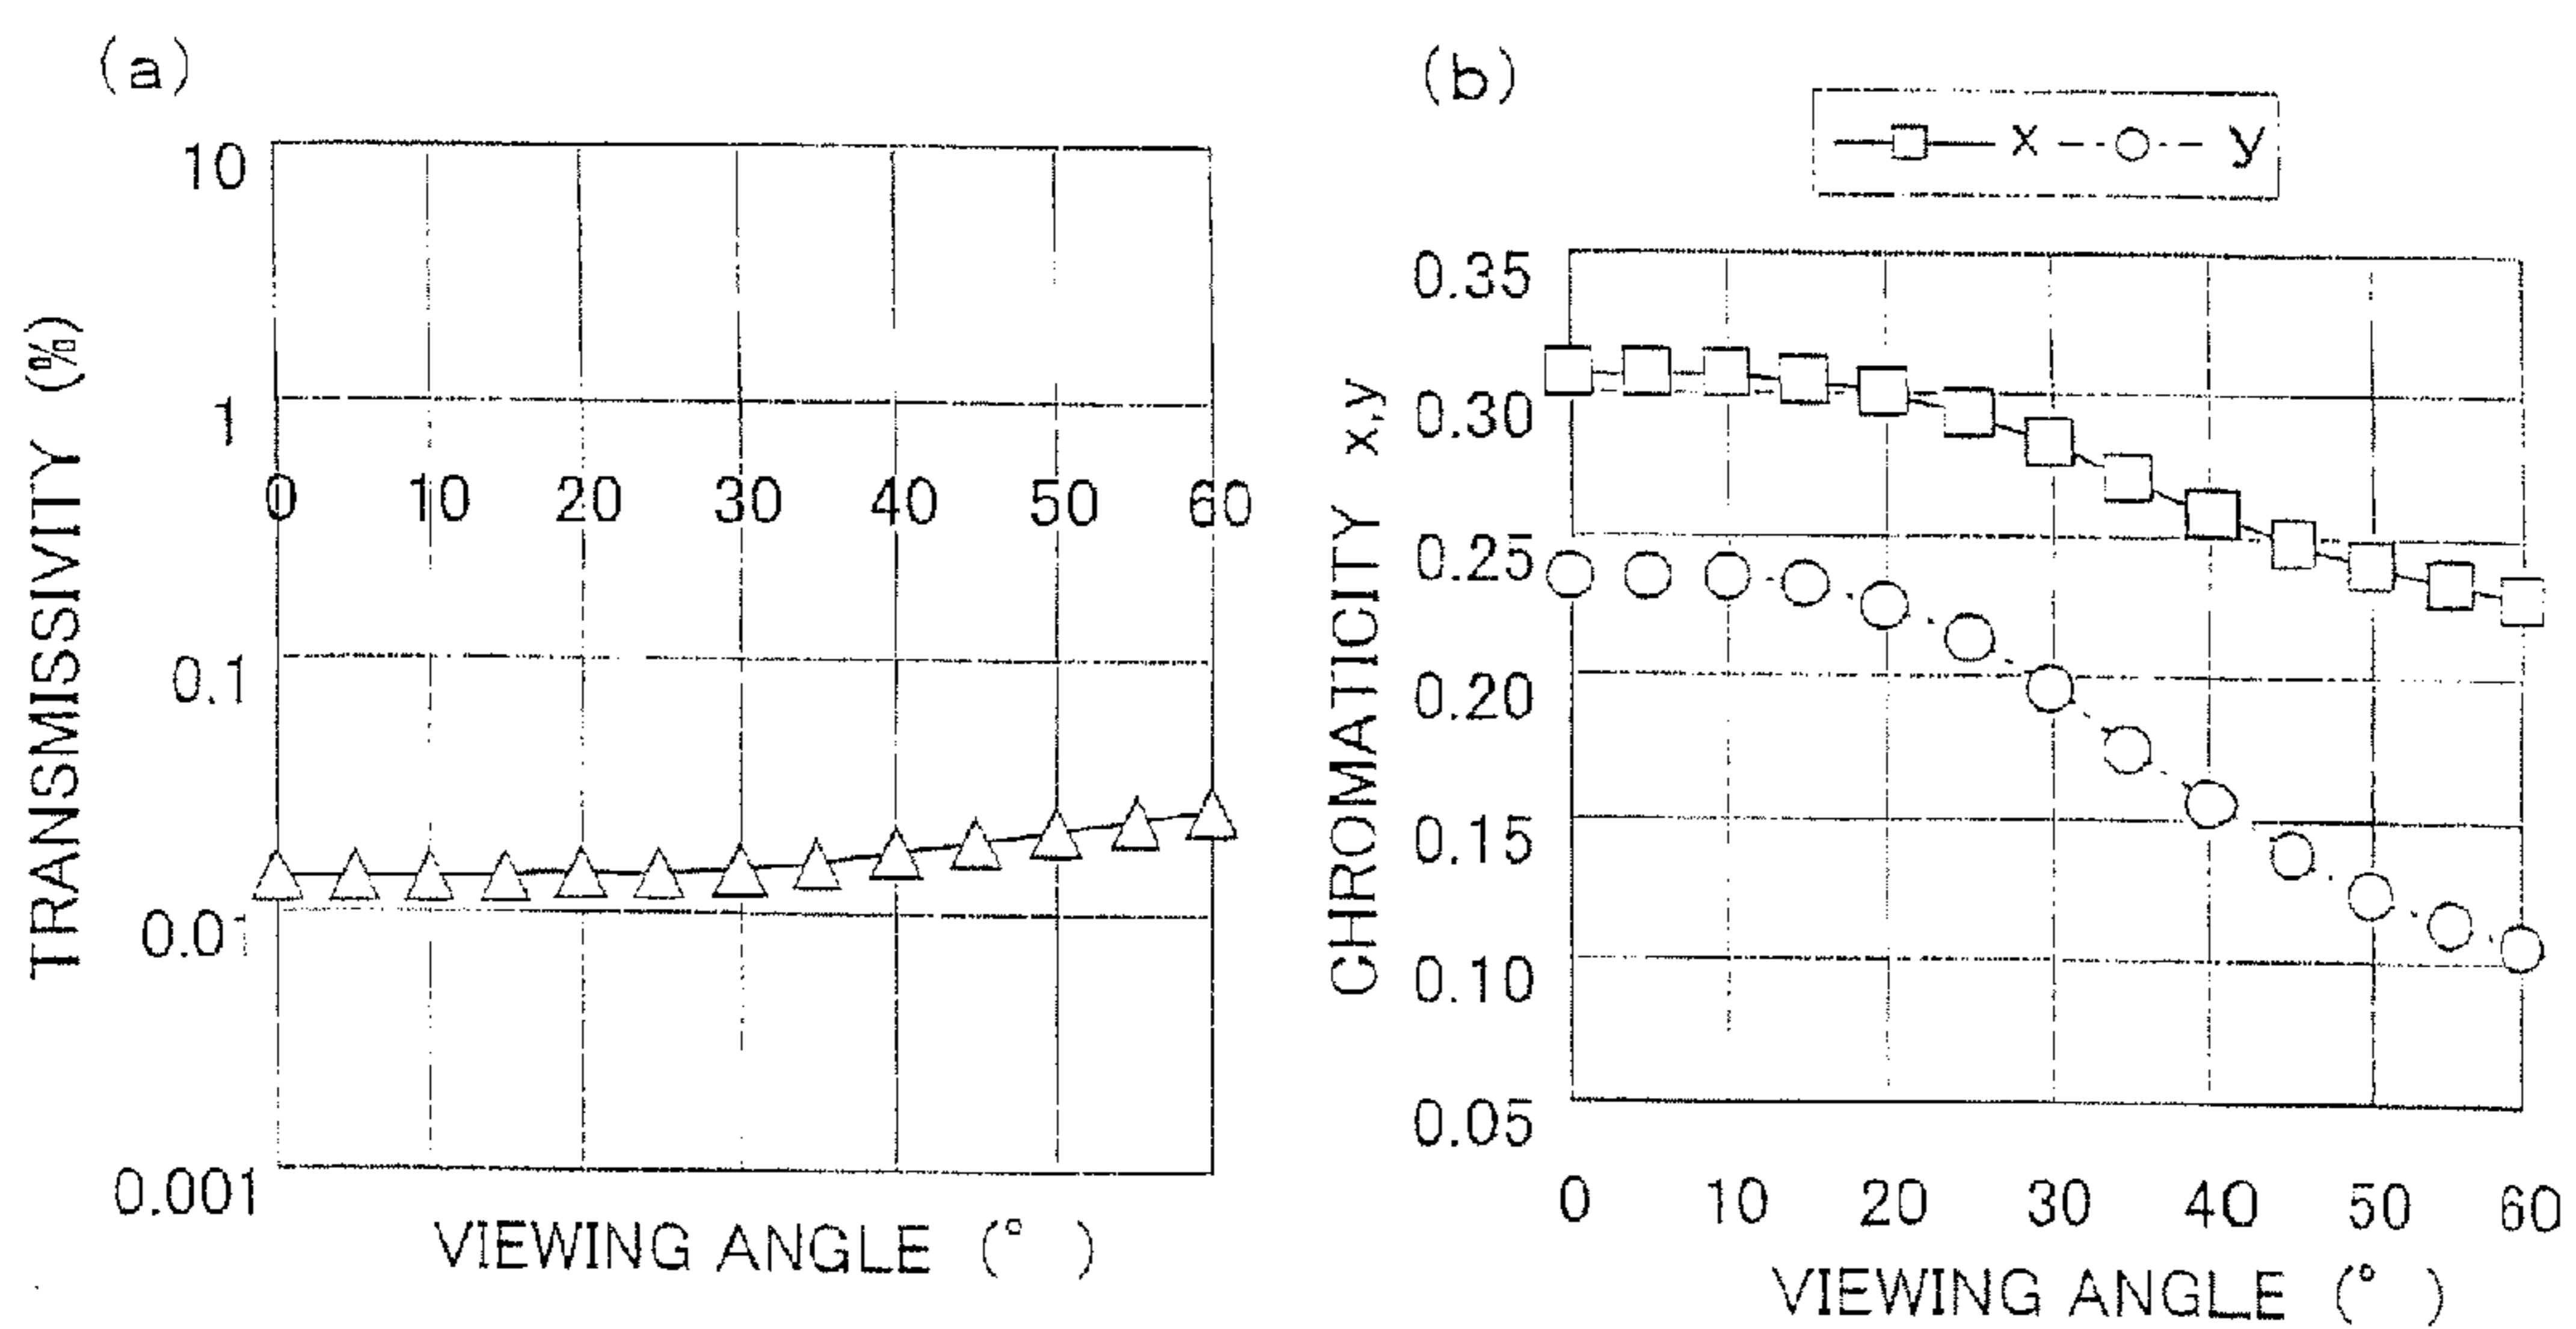 (a)
TRANSMISSIVITY (%)
10
1
0 10 20 30 40 50 60
0.1
0.01
0.001
VIEWING ANGLE (° )
(b)
x y
CHROMATICITY x,y
0.35
0.30
0.25
0.20
0.15
0.10
0.05
0 10 20 30 40 50 60
VIEWING ANGLE (° )